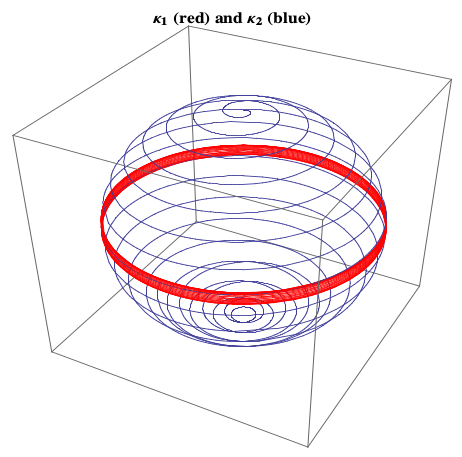 κ₁ (red) and κ₂ (blue)